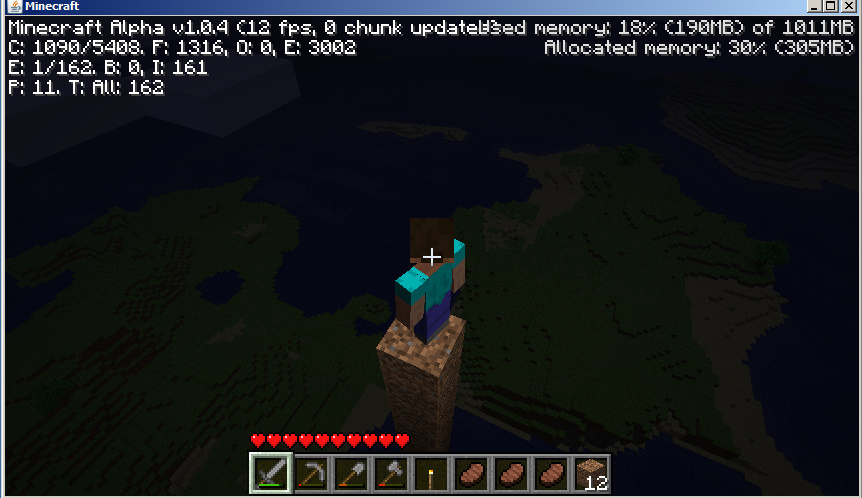 Minecraft
Minecraft Alpha v1.0.4 (12 fps, 0 chunk update
sed memory: 18% (190MB) of 1011MB
C: 1090/5408. F: 1316, O: 0, E: 3002
Allocated memory: 30% (305MB)
E: 1/162. B: 0, I: 161
P: 11. T: All: 162
12